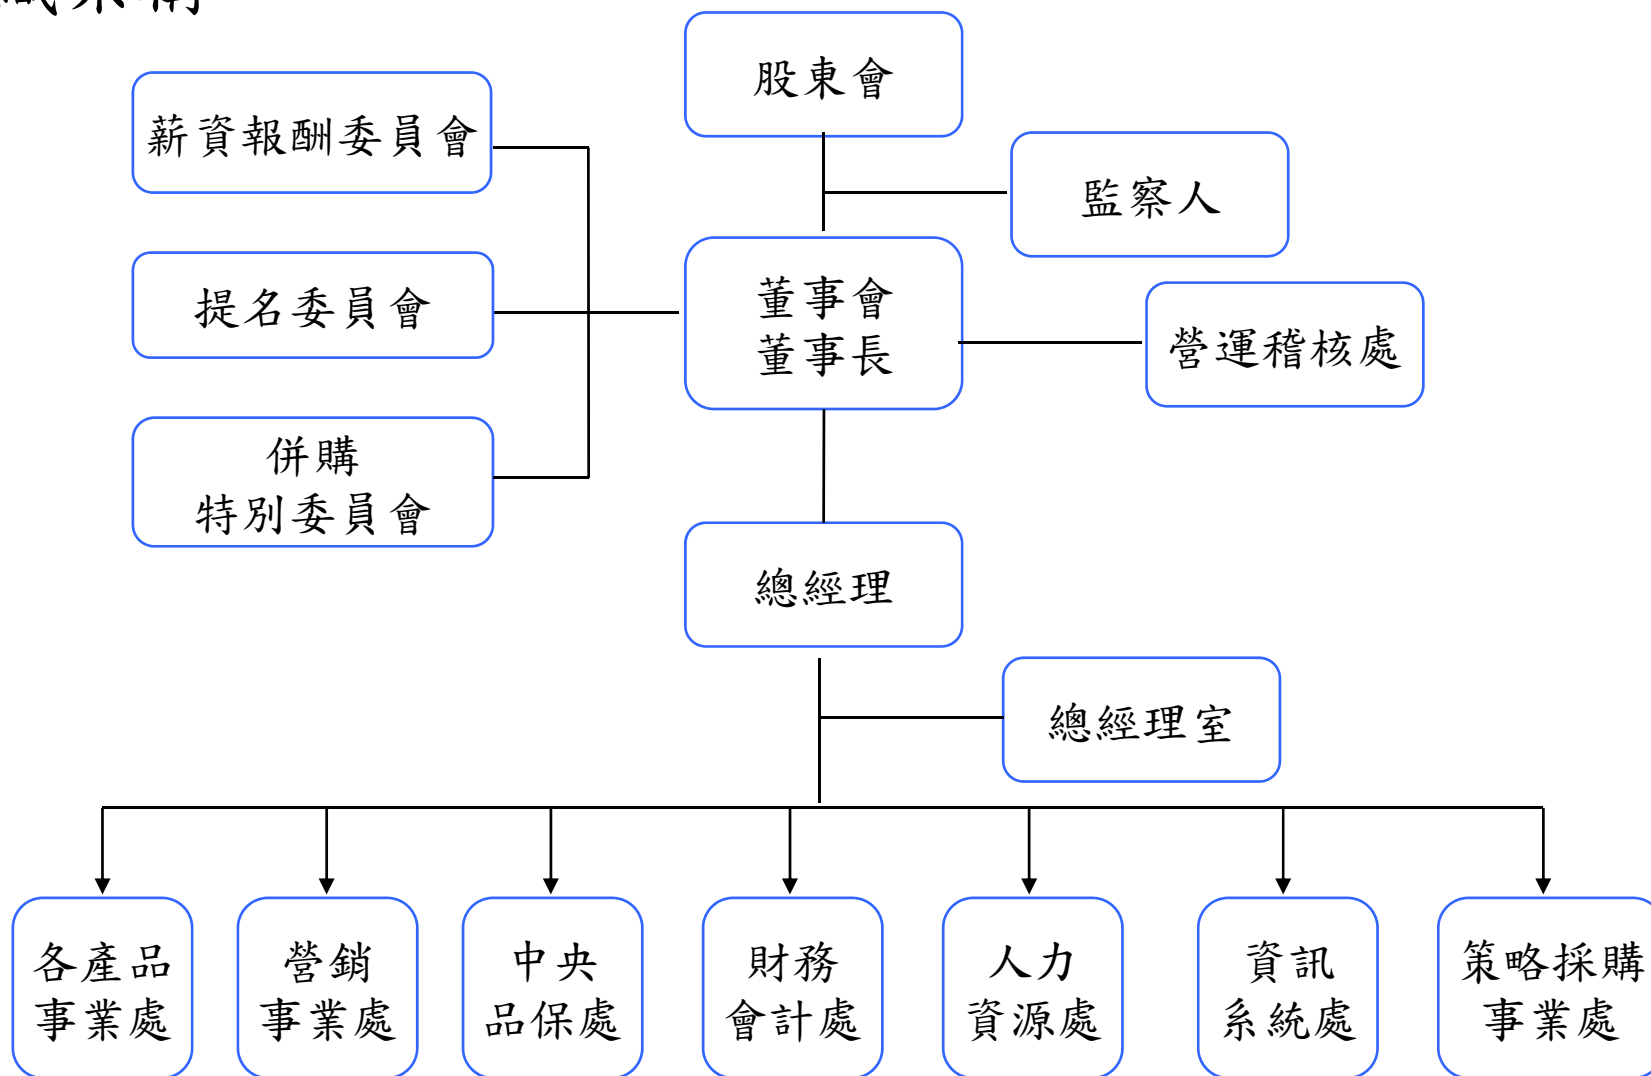 股東會
薪資報酬委員會
監察人
提名委員會
董事會
董事長
營運稽核處
併購
特別委員會
總經理
總經理室
各產品
事業處
營銷
事業處
中央
品保處
財務
會計處
人力
資源處
資訊
系統處
策略採購
事業處